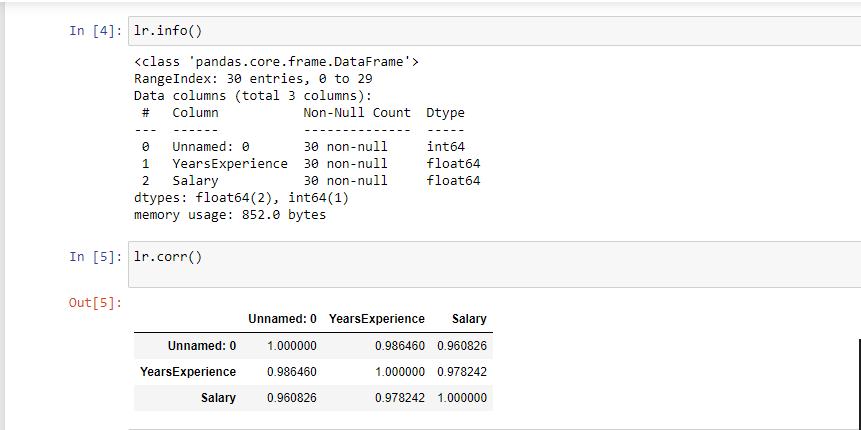 In [4]: lr.info()
<class 'pandas.core.frame.DataFrame'>
RangeIndex: 30 entries, 0 to 29
Data columns (total 3 columns):
 #   Column           Non-Null Count  Dtype
---  ------           --------------  -----
 0   Unnamed: 0       30 non-null     int64
 1   YearsExperience  30 non-null     float64
 2   Salary           30 non-null     float64
dtypes: float64(2), int64(1)
memory usage: 852.0 bytes
In [5]: lr.corr()
Out[5]:
Unnamed: 0 YearsExperience Salary
Unnamed: 0 1.000000 0.986460 0.960826
YearsExperience 0.986460 1.000000 0.978242
Salary 0.960826 0.978242 1.000000